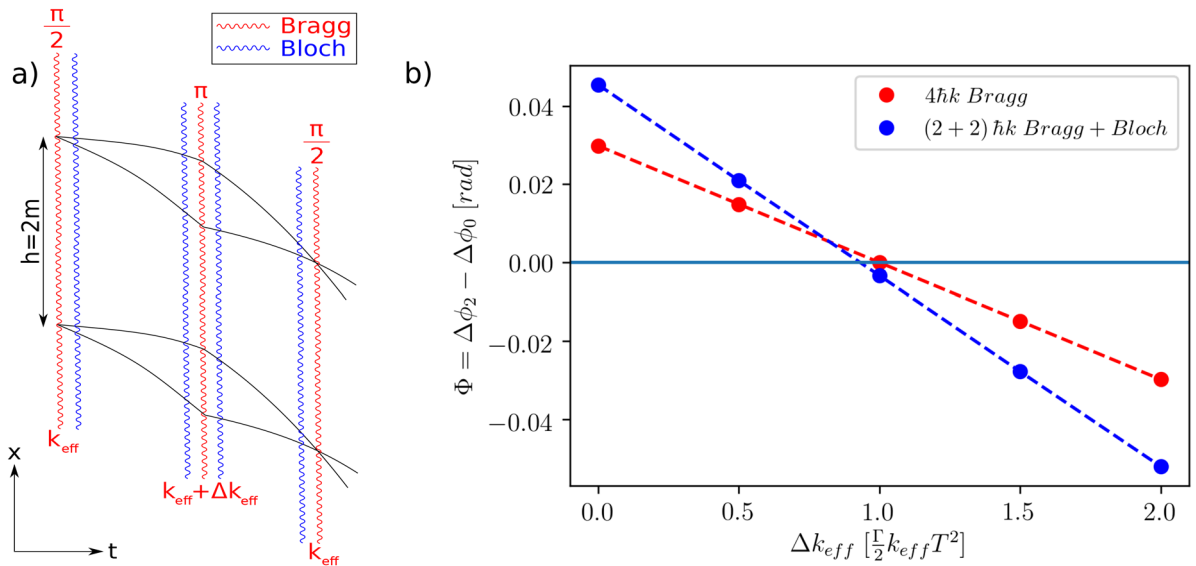 a)
π/2
Bragg
Bloch
π
π/2
h=2m
k_eff
k_eff+Δk_eff
k_eff
x
t
b)
4ħk Bragg
(2 + 2) ħk Bragg + Bloch
Φ = Δϕ₂ − Δϕ₀ [rad]
0.04
0.02
0.00
−0.02
−0.04
0.0 0.5 1.0 1.5 2.0
Δk_eff [Γ/2 k_eff T²]